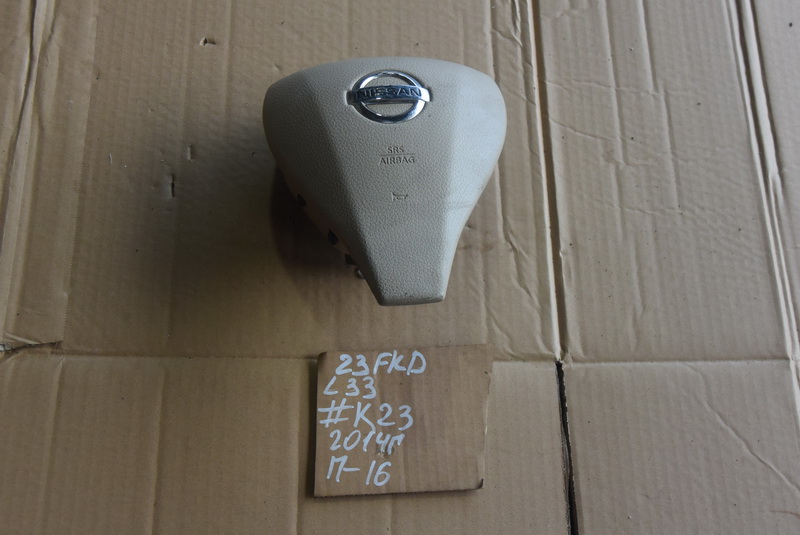 NISSAN
SRS
AIRBAG
23FKD
L33
#K23
2014г
П-16